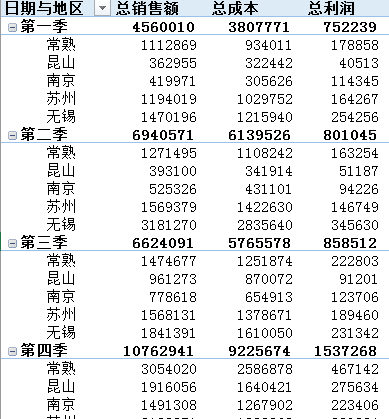 日期与地区 总销售额 总成本 总利润
第一季 4560010 3807771 752239
常熟 1112869 934011 178858
昆山 362955 322442 40513
南京 419971 305626 114345
苏州 1194019 1029752 164267
无锡 1470196 1215940 254256
第二季 6940571 6139526 801045
常熟 1271495 1108242 163254
昆山 393100 341914 51187
南京 525326 431101 94226
苏州 1569379 1422630 146749
无锡 3181270 2835640 345630
第三季 6624091 5765578 858512
常熟 1474677 1251874 222803
昆山 961273 870072 91201
南京 778618 654913 123706
苏州 1568131 1378671 189460
无锡 1841391 1610050 231342
第四季 10762941 9225674 1537268
常熟 3054020 2586878 467142
昆山 1916056 1640421 275634
南京 1491308 1267902 223406